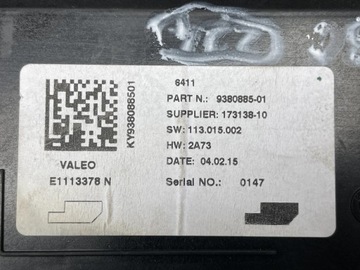 6411
PART N.: 9380885-01
SUPPLIER: 173138-10
SW: 113.015.002
HW: 2A73
DATE: 04.02.15
Serial NO.: 0147
KY938088501
VALEO
E1113378 N